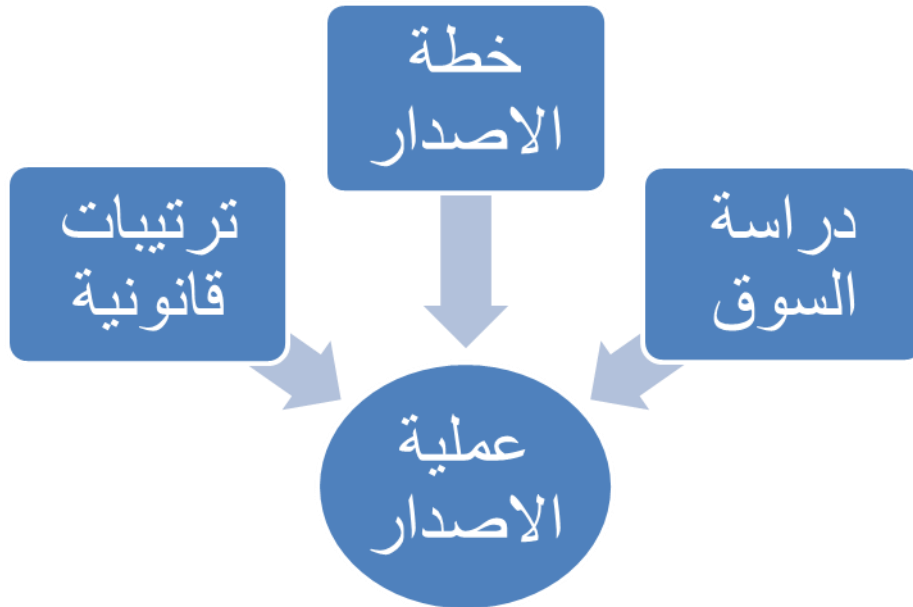 خطة
الاصدار
دراسة
السوق
ترتيبات
قانونية
عملية
الاصدار